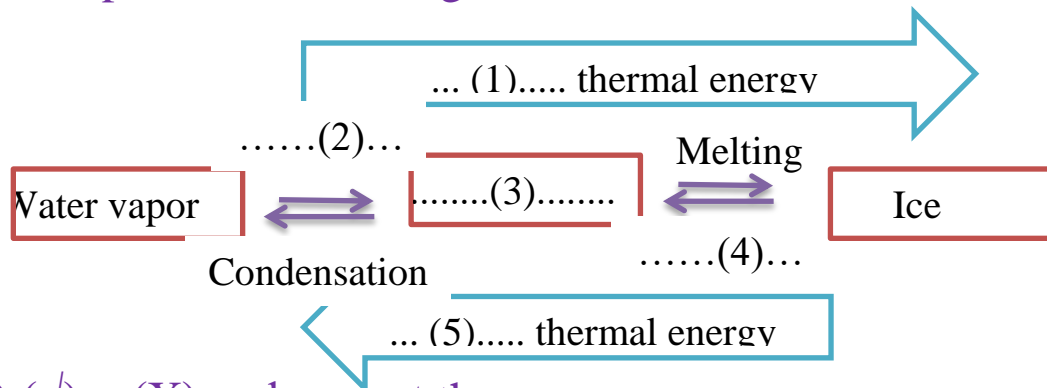 ... (1)..... thermal energy
……(2)…
Melting
Water vapor
........(3)........
Ice
……(4)…
Condensation
... (5)..... thermal energy